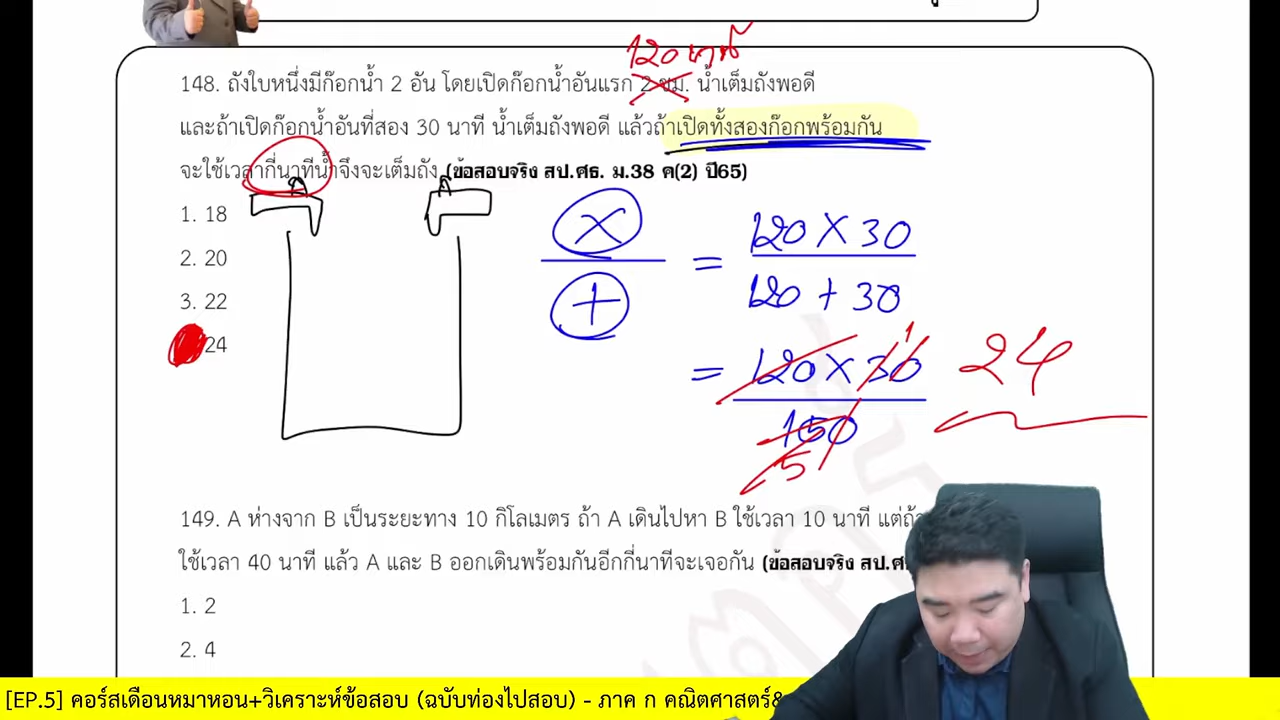 120 นาที
148. ถังใบหนึ่งมีก๊อกน้ำ 2 อัน โดยเปิดก๊อกน้ำอันแรก 2 ชม. น้ำเต็มถังพอดี
และถ้าเปิดก๊อกน้ำอันที่สอง 30 นาที น้ำเต็มถังพอดี แล้วถ้าเปิดทั้งสองก๊อกพร้อมกัน
จะใช้เวลากี่นาทีน้ำจึงจะเต็มถัง (ข้อสอบจริง สป.ศธ. ม.38 ค(2) ปี65)
1. 18
2. 20
3. 22
24
× / + = 120 × 30 / 120 + 30
= 120 × 30 / 150
1
5
24
149. A ห่างจาก B เป็นระยะทาง 10 กิโลเมตร ถ้า A เดินไปหา B ใช้เวลา 10 นาที แต่ถ้า
ใช้เวลา 40 นาที แล้ว A และ B ออกเดินพร้อมกันอีกกี่นาทีจะเจอกัน (ข้อสอบจริง สป.ศ
1. 2
2. 4
[EP.5] คอร์สเดือนหมาหอน+วิเคราะห์ข้อสอบ (ฉบับท่องไปสอบ) - ภาค ก คณิตศาสตร์&